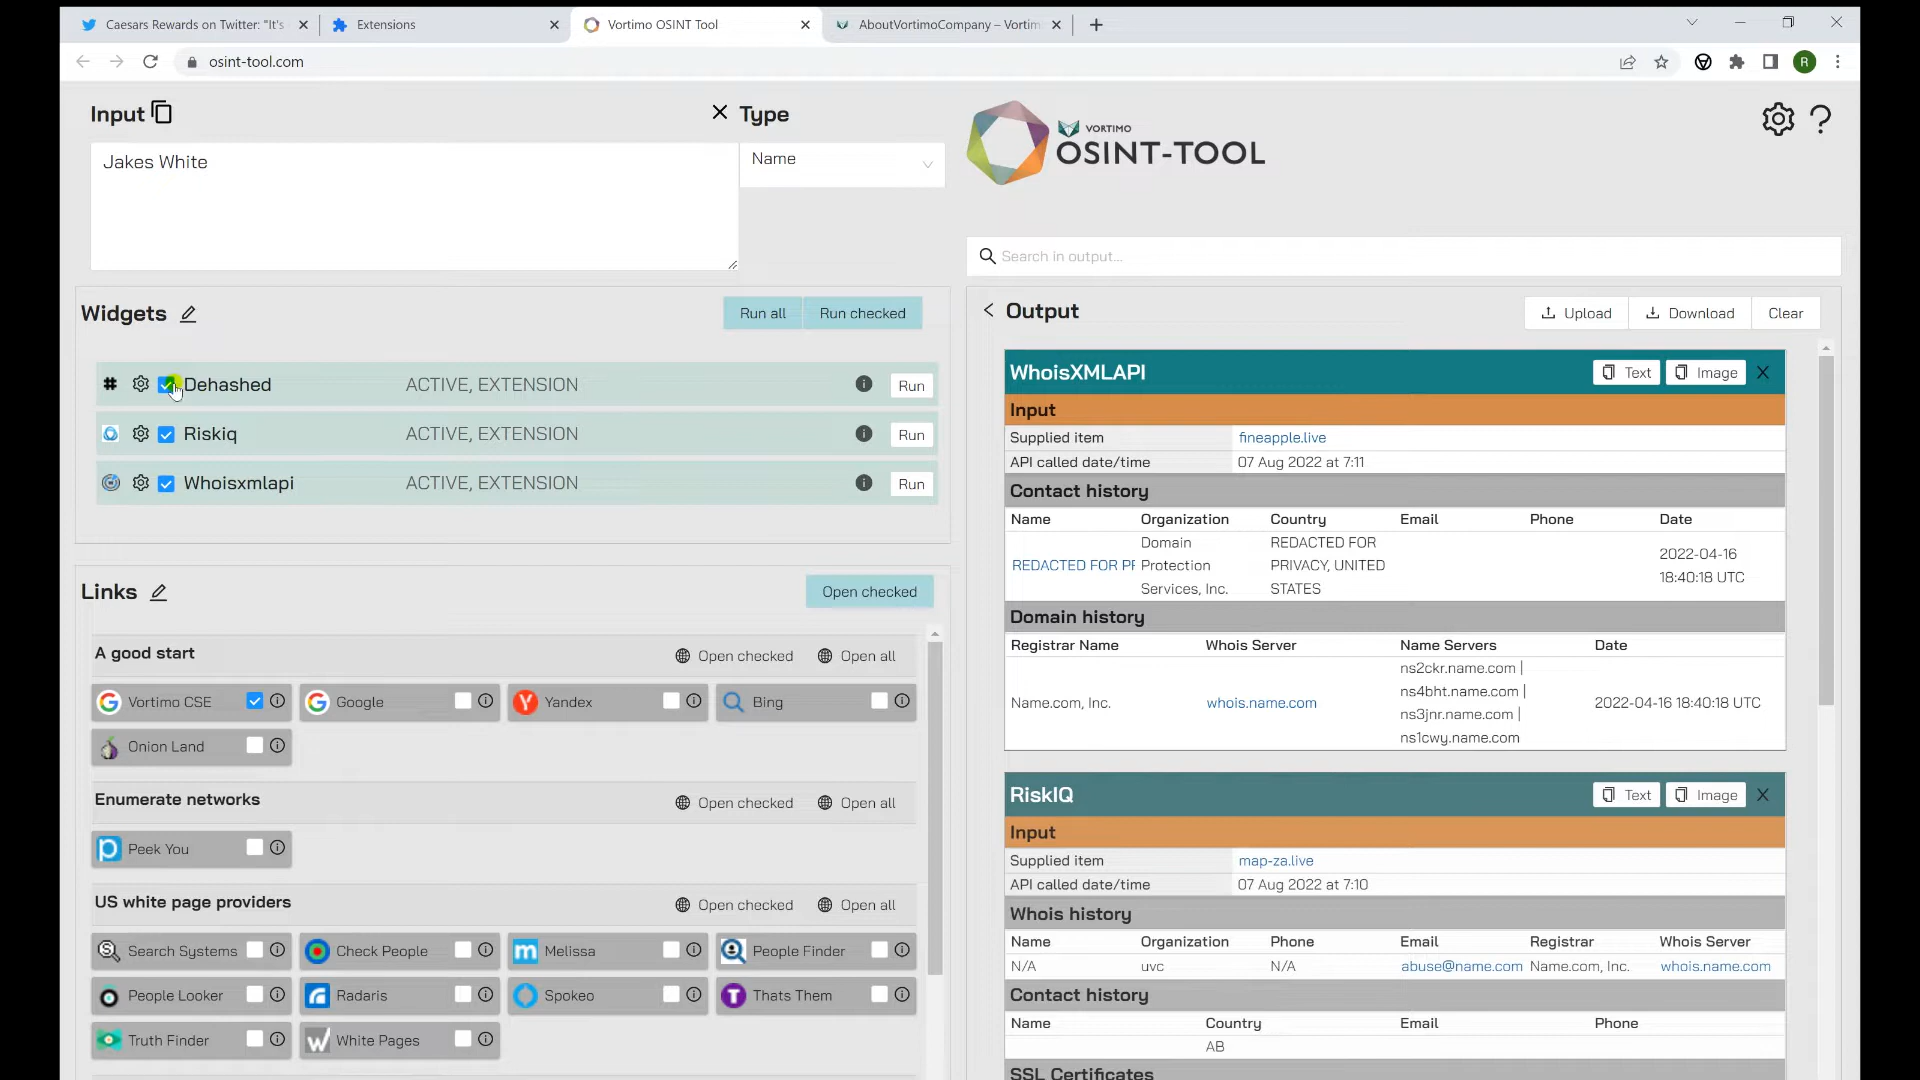 Caesars Rewards on Twitter: "It's
Extensions
Vortimo OSINT Tool
AboutVortimoCompany – Vortim
osint-tool.com
R
Input
Type
Jakes White
Name
VORTIMO
OSINT-TOOL
Search in output...
Widgets
Run all
Run checked
Output
Upload
Download
Clear
# Dehashed ACTIVE, EXTENSION Run
Riskiq ACTIVE, EXTENSION Run
Whoisxmlapi ACTIVE, EXTENSION Run
Links
Open checked
A good start
Open checked
Open all
Vortimo CSE
Google
Yandex
Bing
Onion Land
Enumerate networks
Open checked
Open all
Peek You
US white page providers
Open checked
Open all
Search Systems
Check People
Melissa
People Finder
People Looker
Radaris
Spokeo
Thats Them
Truth Finder
White Pages
WhoisXMLAPI
Text
Image
Input
Supplied item fineapple.live
API called date/time 07 Aug 2022 at 7:11
Contact history
Name Organization Country Email Phone Date
REDACTED FOR PR
Domain
Protection
Services, Inc.
REDACTED FOR
PRIVACY, UNITED
STATES
2022-04-16
18:40:18 UTC
Domain history
Registrar Name Whois Server Name Servers Date
Name.com, Inc.
whois.name.com
ns2ckr.name.com |
ns4bht.name.com |
ns3jnr.name.com |
ns1cwy.name.com
2022-04-16 18:40:18 UTC
RiskIQ
Text
Image
Input
Supplied item map-za.live
API called date/time 07 Aug 2022 at 7:10
Whois history
Name Organization Phone Email Registrar Whois Server
N/A uvc N/A abuse@name.com Name.com, Inc. whois.name.com
Contact history
Name Country Email Phone
AB
SSL Certificates